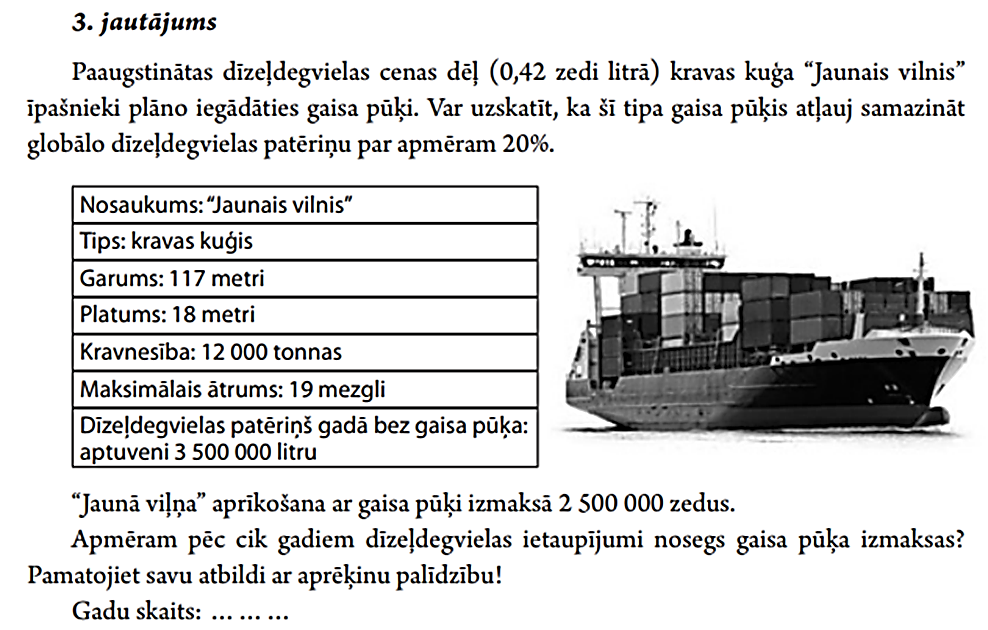 3. jautājums
Paaugstinātas dīzeļdegvielas cenas dēļ (0,42 zedi litrā) kravas kuģa “Jaunais vilnis”
īpašnieki plāno iegādāties gaisa pūķi. Var uzskatīt, ka šī tipa gaisa pūķis atļauj samazināt
globālo dīzeļdegvielas patēriņu par apmēram 20%.
Nosaukums: “Jaunais vilnis”
Tips: kravas kuģis
Garums: 117 metri
Platums: 18 metri
Kravnesība: 12 000 tonnas
Maksimālais ātrums: 19 mezgli
Dīzeļdegvielas patēriņš gadā bez gaisa pūķa:
aptuveni 3 500 000 litru
“Jaunā viļņa” aprīkošana ar gaisa pūķi izmaksā 2 500 000 zedus.
Apmēram pēc cik gadiem dīzeļdegvielas ietaupījumi nosegs gaisa pūķa izmaksas?
Pamatojiet savu atbildi ar aprēķinu palīdzību!
Gadu skaits: ... ... ...